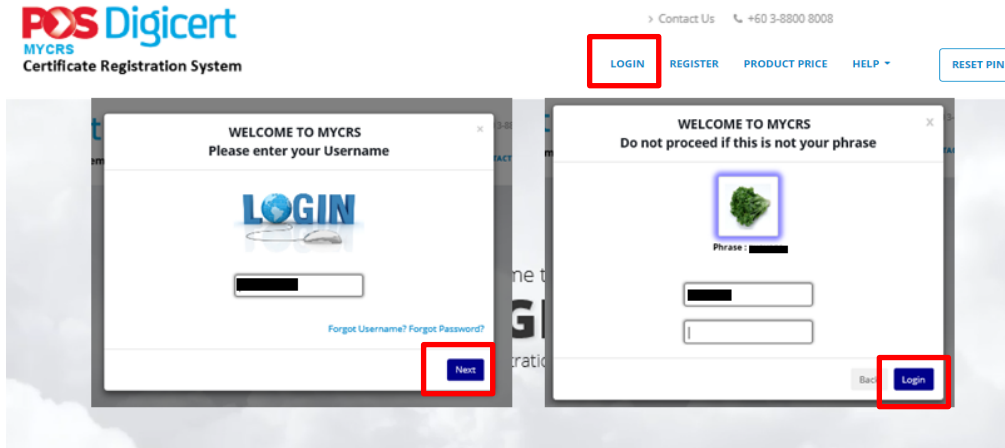 POS Digicert
MYCRS
Certificate Registration System
Contact Us
+60 3-8800 8008
LOGIN
REGISTER
PRODUCT PRICE
HELP
RESET PIN
WELCOME TO MYCRS
Please enter your Username
LOGIN
Forgot Username? Forgot Password?
Next
WELCOME TO MYCRS
Do not proceed if this is not your phrase
Phrase :
Back
Login